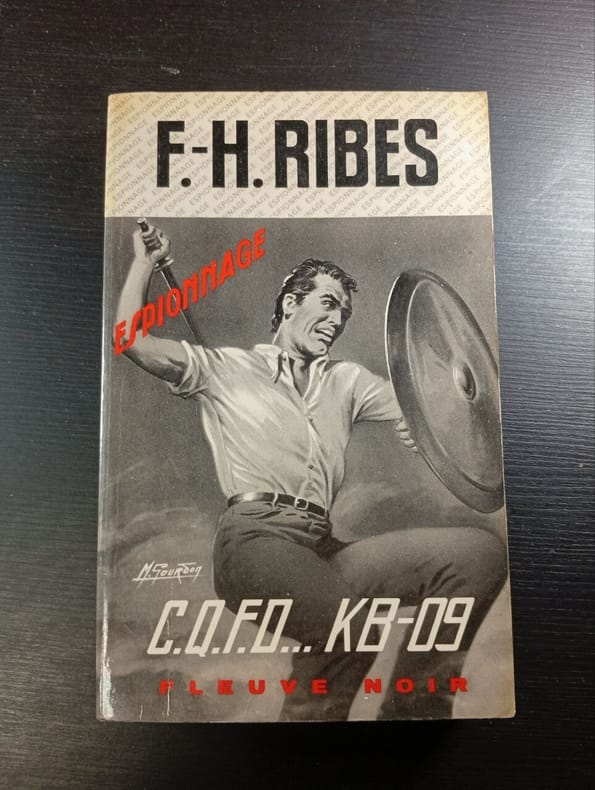 F.-H. RIBES
ESPIONNAGE
M. Gourdon
C.Q.F.D... KB-09
FLEUVE NOIR